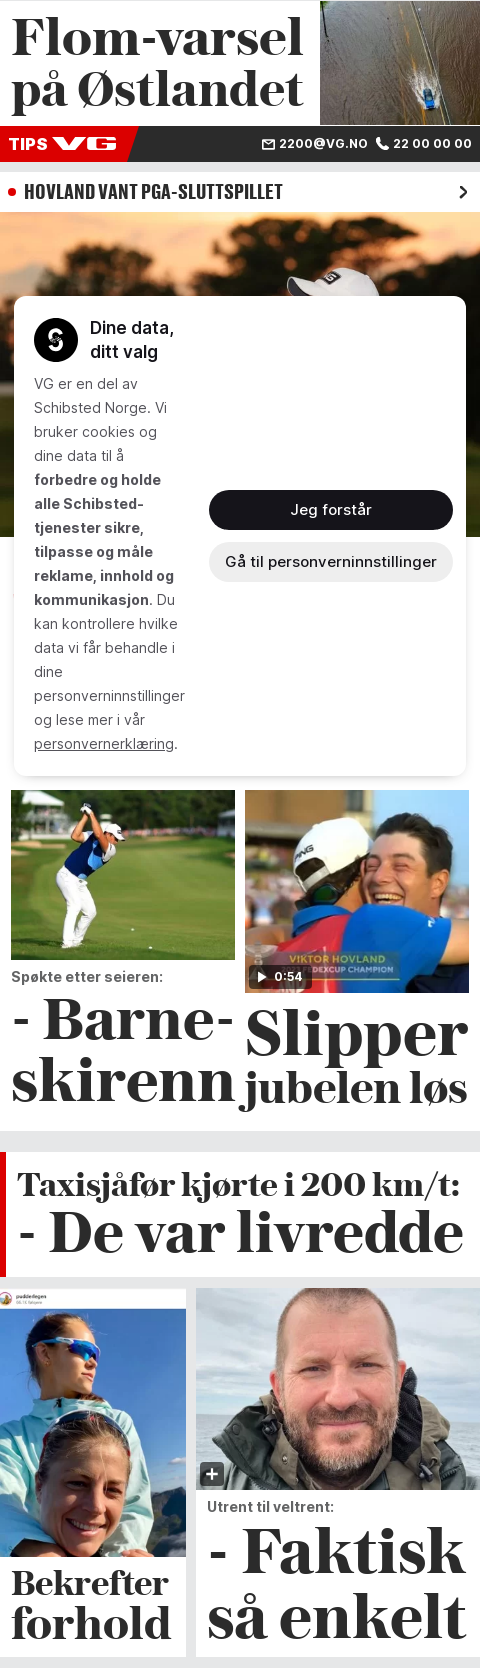 Flom-varsel
på Østlandet
TIPS VG
2200@VG.NO 22 00 00 00
HOVLAND VANT PGA-SLUTTSPILLET
Dine data,
ditt valg
VG er en del av
Schibsted Norge. Vi
bruker cookies og
dine data til å
forbedre og holde
alle Schibsted-
tjenester sikre,
tilpasse og måle
reklame, innhold og
kommunikasjon. Du
kan kontrollere hvilke
data vi får behandle i
dine
personverninnstillinger
og lese mer i vår
personvernerklæring.
Jeg forstår
Gå til personverninnstillinger
PING
VIKTOR HOVLAND
FEDEXCUP CHAMPION
0:54
Spøkte etter seieren:
- Barne-
skirenn
Slipper
jubelen løs
Taxisjåfør kjørte i 200 km/t:
- De var livredde
Bekrefter
forhold
Utrent til veltrent:
- Faktisk
så enkelt